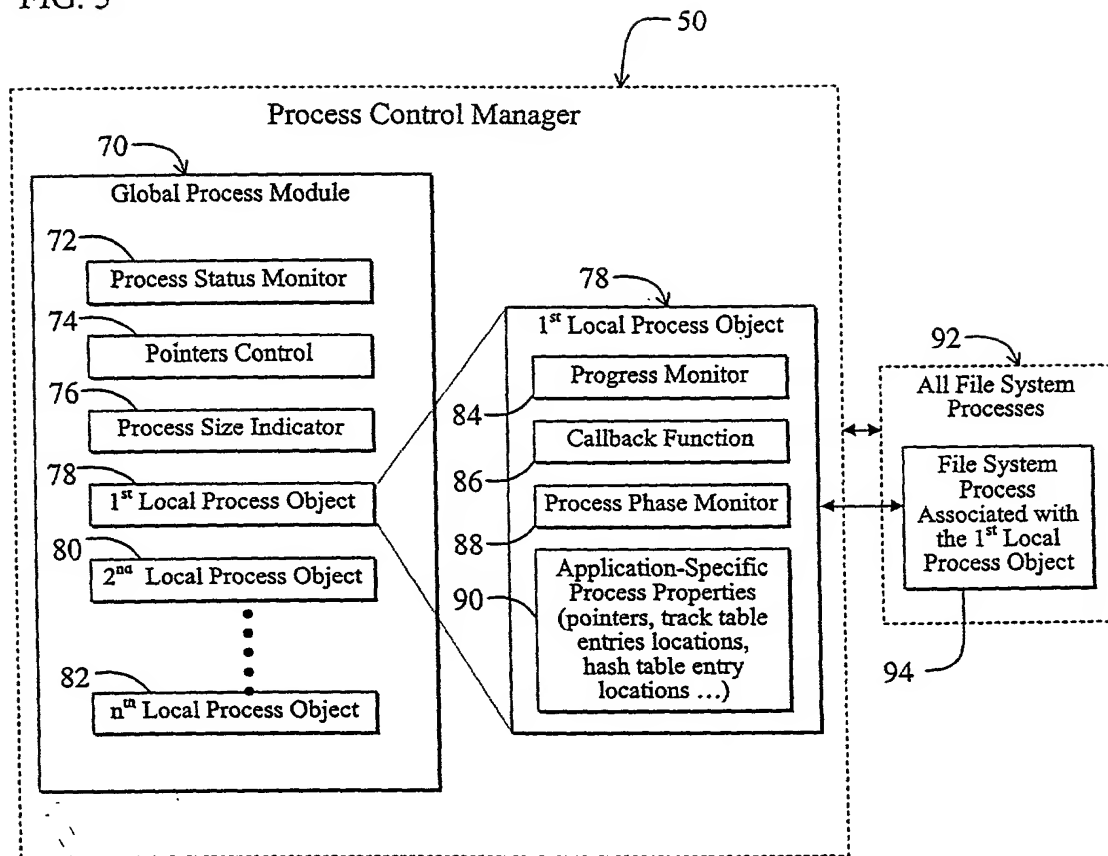 FIG. 5
50
Process Control Manager
70
Global Process Module
72
Process Status Monitor
74
Pointers Control
76
Process Size Indicator
78
1st Local Process Object
80
2nd Local Process Object
82
nth Local Process Object
78
1st Local Process Object
Progress Monitor
84
Callback Function
86
Process Phase Monitor
88
Application-Specific
Process Properties
(pointers, track table
entries locations,
hash table entry
locations ...)
90
92
All File System
Processes
File System
Process
Associated with
the 1st Local
Process Object
94